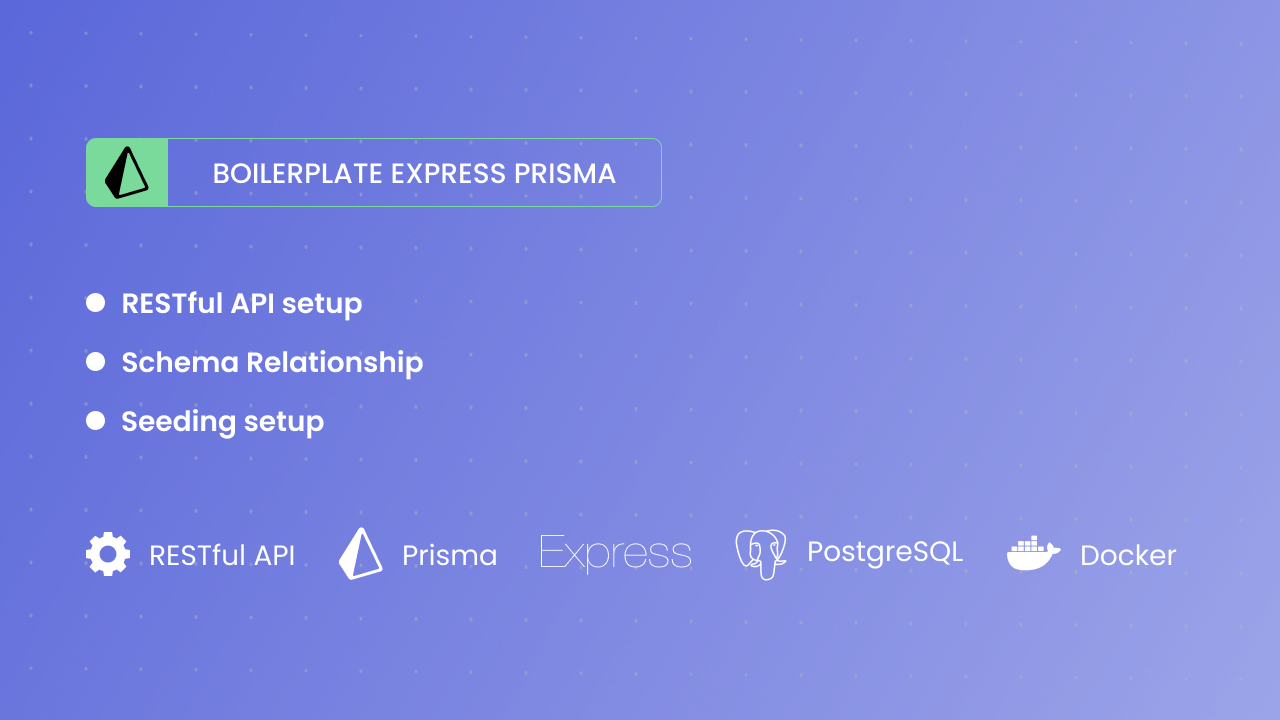 BOILERPLATE EXPRESS PRISMA
RESTful API setup
Schema Relationship
Seeding setup
RESTful API Prisma Express PostgreSQL Docker